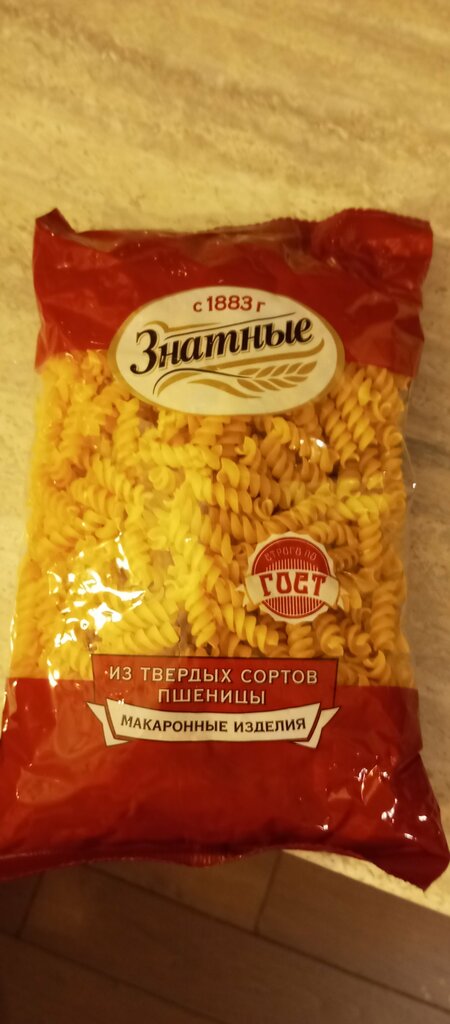 с 1883 г
Знатные
СТРОГО ПО
ГОСТ
ИЗ ТВЕРДЫХ СОРТОВ
ПШЕНИЦЫ
МАКАРОННЫЕ ИЗДЕЛИЯ